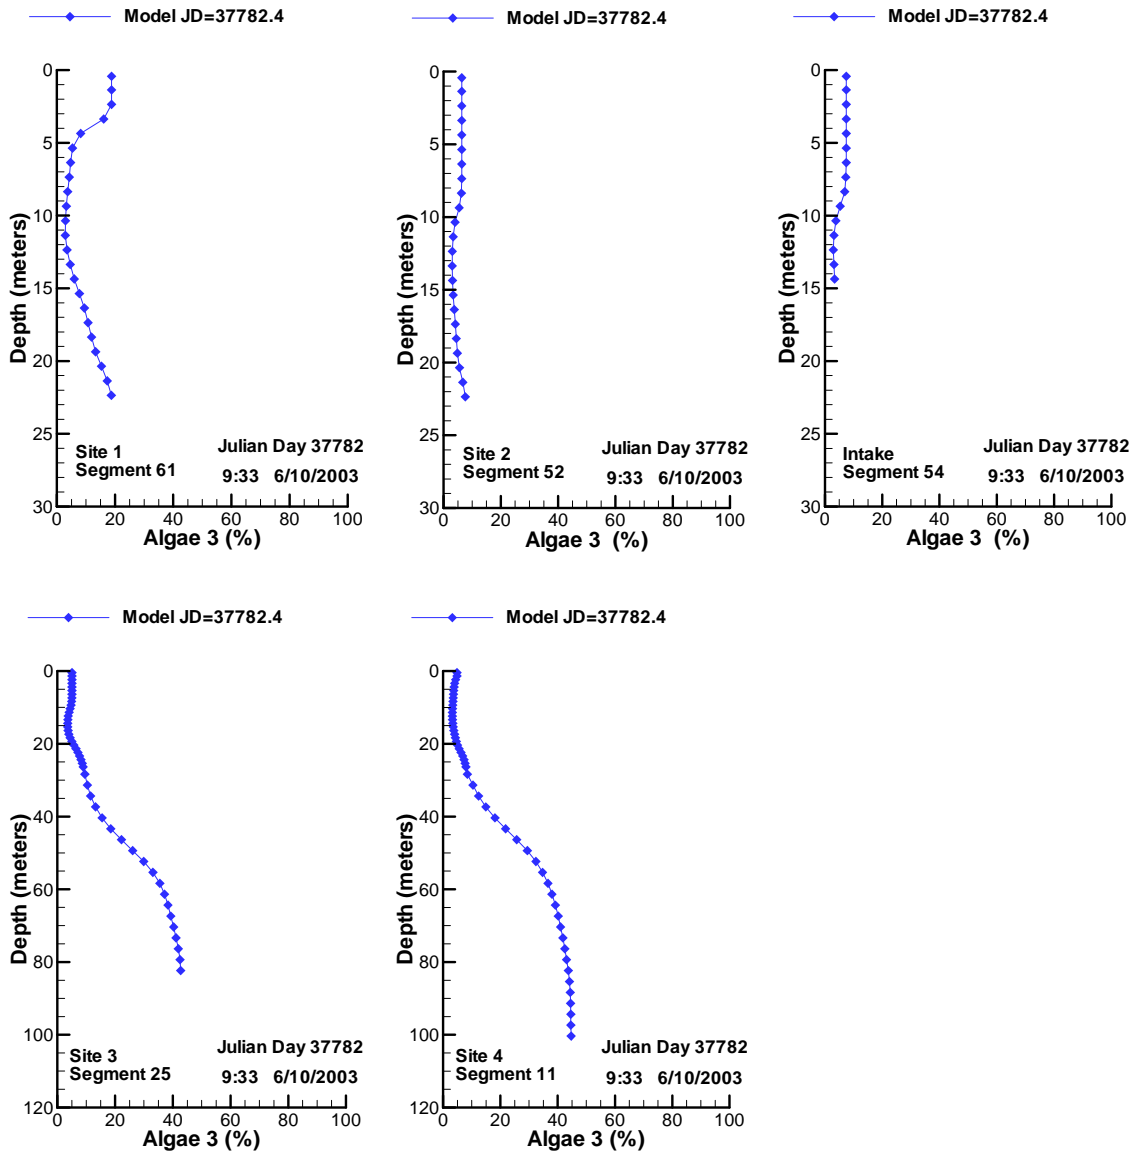 Model JD=37782.4
0
5
10
15
20
25
30
Depth (meters)
Site 1
Segment 61
Julian Day 37782
9:33 6/10/2003
0 20 40 60 80 100
Algae 3 (%)
Model JD=37782.4
0
5
10
15
20
25
30
Depth (meters)
Site 2
Segment 52
Julian Day 37782
9:33 6/10/2003
0 20 40 60 80 100
Algae 3 (%)
Model JD=37782.4
0
5
10
15
20
25
30
Depth (meters)
Intake
Segment 54
Julian Day 37782
9:33 6/10/2003
0 20 40 60 80 100
Algae 3 (%)
Model JD=37782.4
0
20
40
60
80
100
120
Depth (meters)
Site 3
Segment 25
Julian Day 37782
9:33 6/10/2003
0 20 40 60 80 100
Algae 3 (%)
Model JD=37782.4
0
20
40
60
80
100
120
Depth (meters)
Site 4
Segment 11
Julian Day 37782
9:33 6/10/2003
0 20 40 60 80 100
Algae 3 (%)